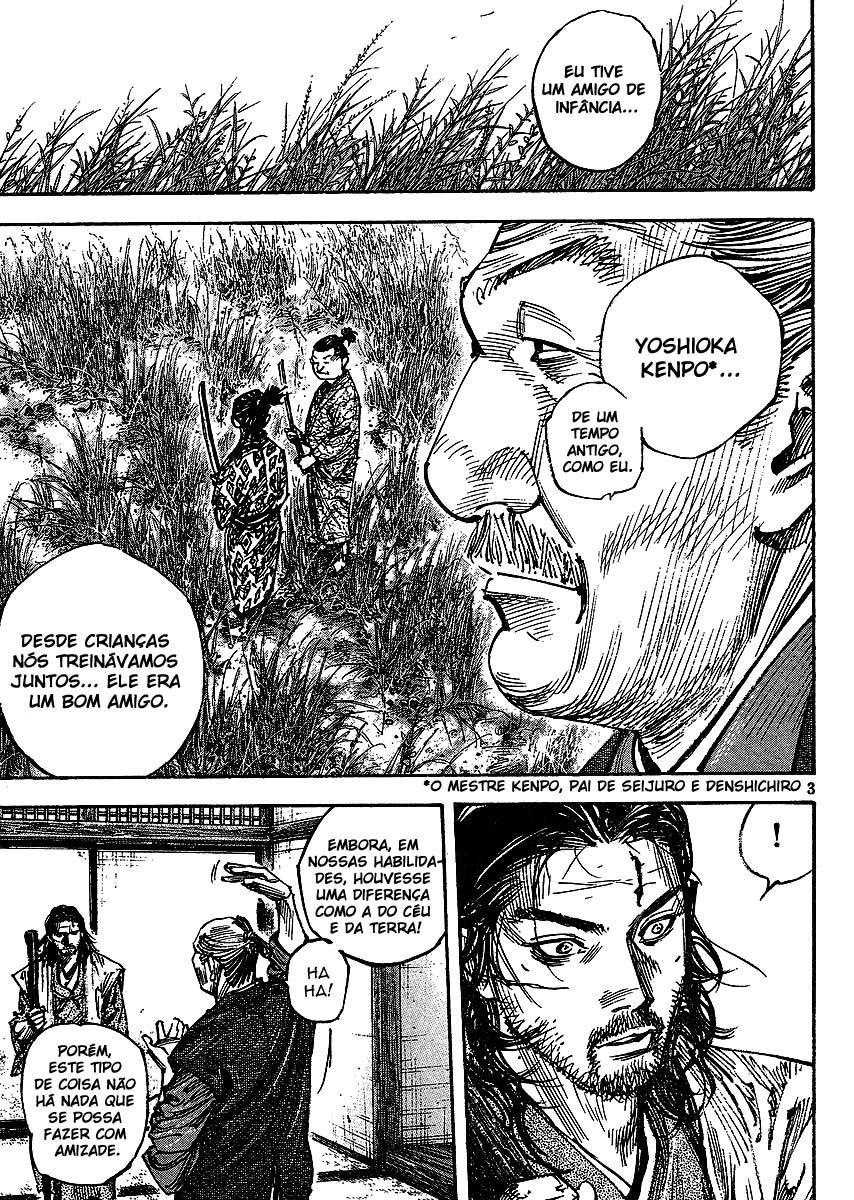 EU TIVE
UM AMIGO DE
INFÂNCIA...
YOSHIOKA
KENPO*...
DE UM
TEMPO
ANTIGO,
COMO EU.
DESDE CRIANÇAS
NÓS TREINÁVAMOS
JUNTOS... ELE ERA
UM BOM AMIGO.
*O MESTRE KENPO, PAI DE SEIJURO E DENSHICHIRO 3
!
EMBORA, EM
NOSSAS HABILIDA-
DES, HOUVESSE
UMA DIFERENÇA
COMO A DO CÉU
E DA TERRA!
HA
HA!
PORÉM,
ESTE TIPO
DE COISA NÃO
HÁ NADA QUE
SE POSSA
FAZER COM
AMIZADE.